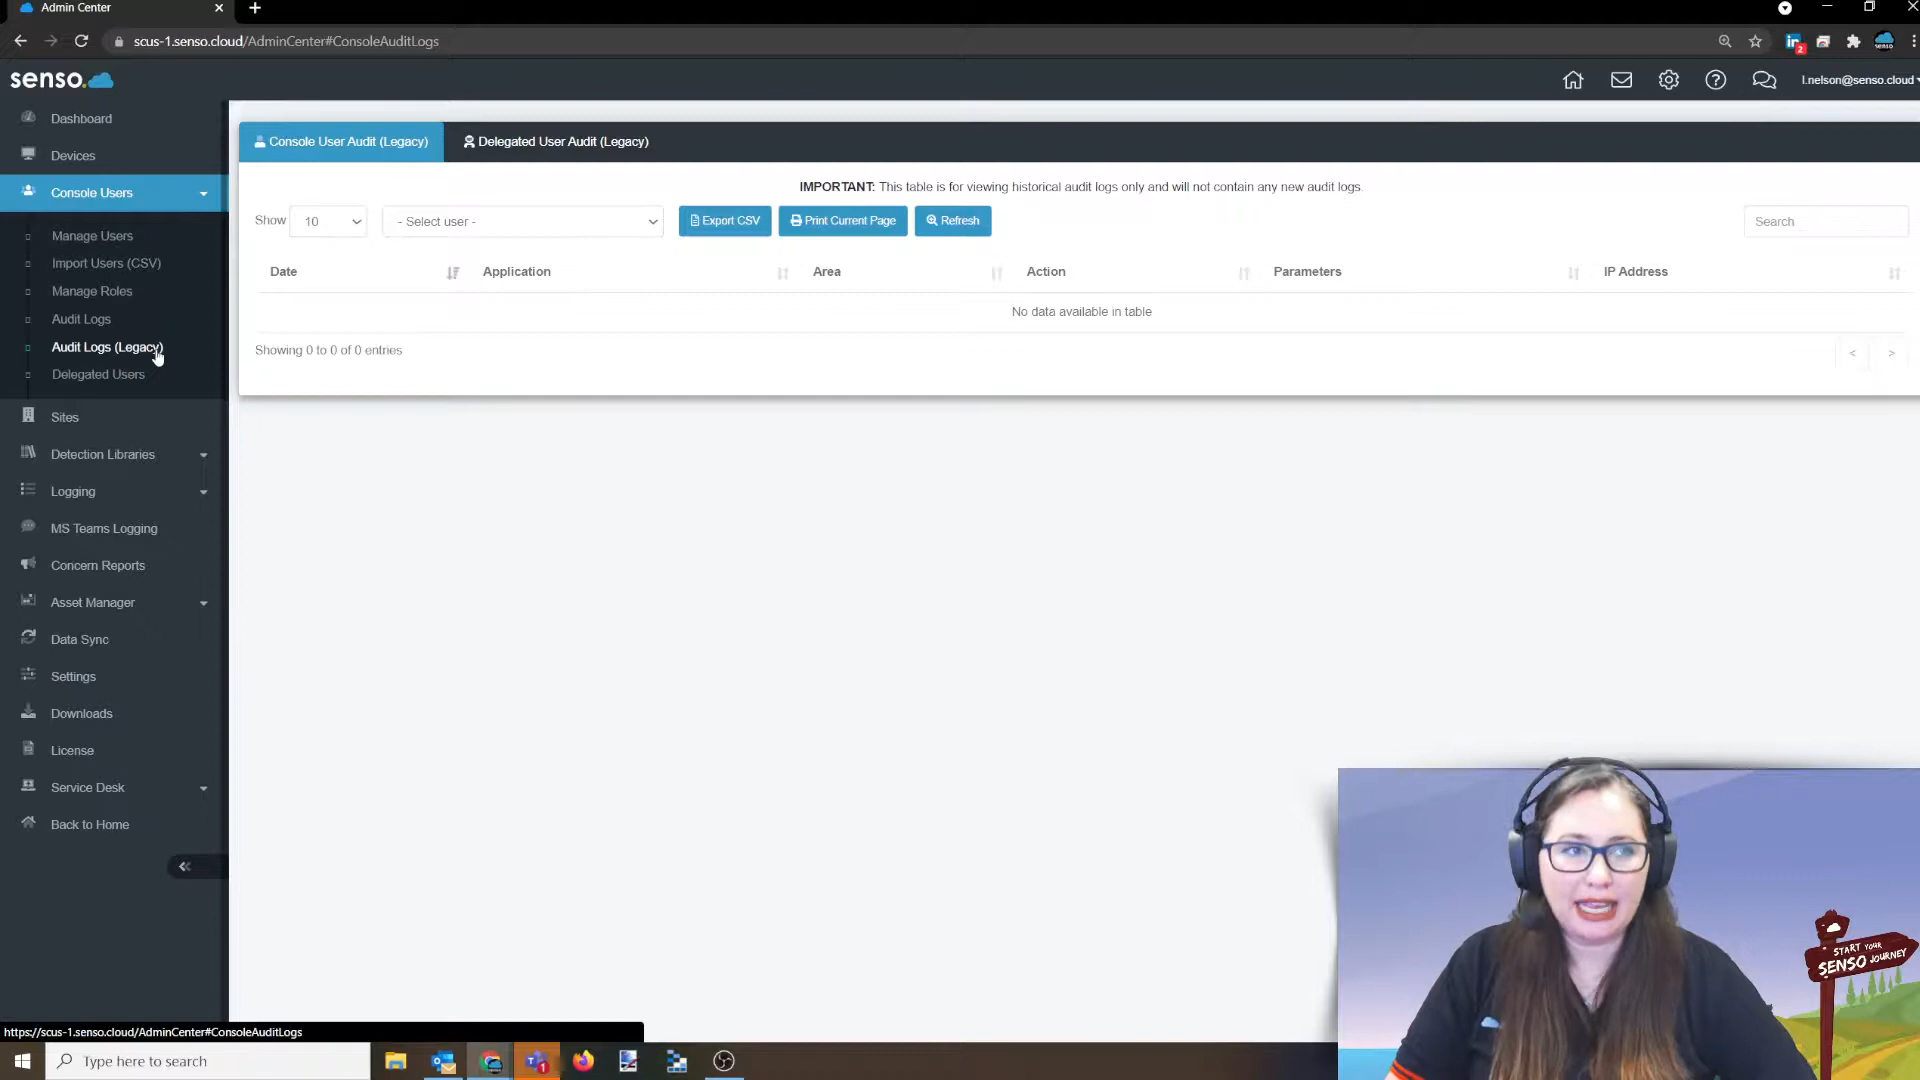 Admin Center
scus-1.senso.cloud/AdminCenter#ConsoleAuditLogs
2
senso.
senso
l.nelson@senso.cloud
Dashboard
Devices
Console Users
Manage Users
Import Users (CSV)
Manage Roles
Audit Logs
Audit Logs (Legacy)
Delegated Users
Sites
Detection Libraries
Logging
MS Teams Logging
Concern Reports
Asset Manager
Data Sync
Settings
Downloads
License
Service Desk
Back to Home
Console User Audit (Legacy)
Delegated User Audit (Legacy)
IMPORTANT: This table is for viewing historical audit logs only and will not contain any new audit logs.
Show 10 - Select user - Export CSV Print Current Page Refresh Search
Date Application Area Action Parameters IP Address
No data available in table
Showing 0 to 0 of 0 entries
< >
START YOUR
SENSO JOURNEY
https://scus-1.senso.cloud/AdminCenter#ConsoleAuditLogs
Type here to search
1